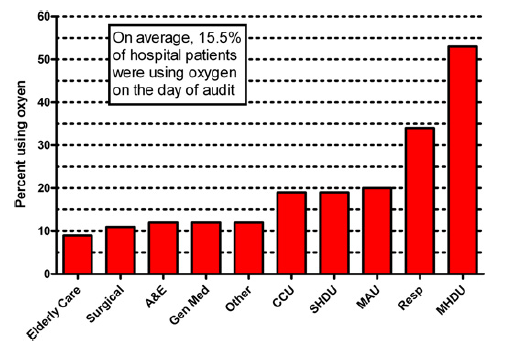 60
50
40
30
20
10
0
Percent using oxyen
On average, 15.5%
of hospital patients
were using oxygen
on the day of audit
Elderly Care
Surgical
A&E
Gen Med
Other
CCU
SHDU
MAU
Resp
MHDU